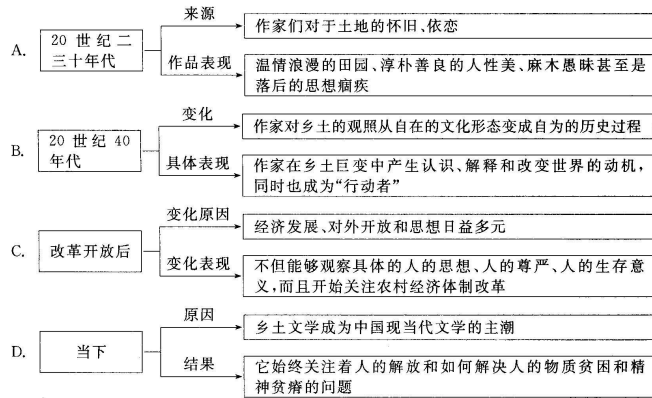 来源
作家们对于土地的怀旧、依恋
A.
20 世纪二
三十年代
作品表现
温情浪漫的田园、淳朴善良的人性美、麻木愚昧甚至是
落后的思想痼疾
变化
作家对乡土的观照从自在的文化形态变成自为的历史过程
B.
20 世纪 40
年代
具体表现
作家在乡土巨变中产生认识、解释和改变世界的动机，
同时也成为“行动者”
变化原因
经济发展、对外开放和思想日益多元
C.
改革开放后
变化表现
不但能够观察具体的人的思想、人的尊严、人的生存意
义，而且开始关注农村经济体制改革
原因
乡土文学成为中国现当代文学的主潮
D.
当下
结果
它始终关注着人的解放和如何解决人的物质贫困和精
神贫瘠的问题